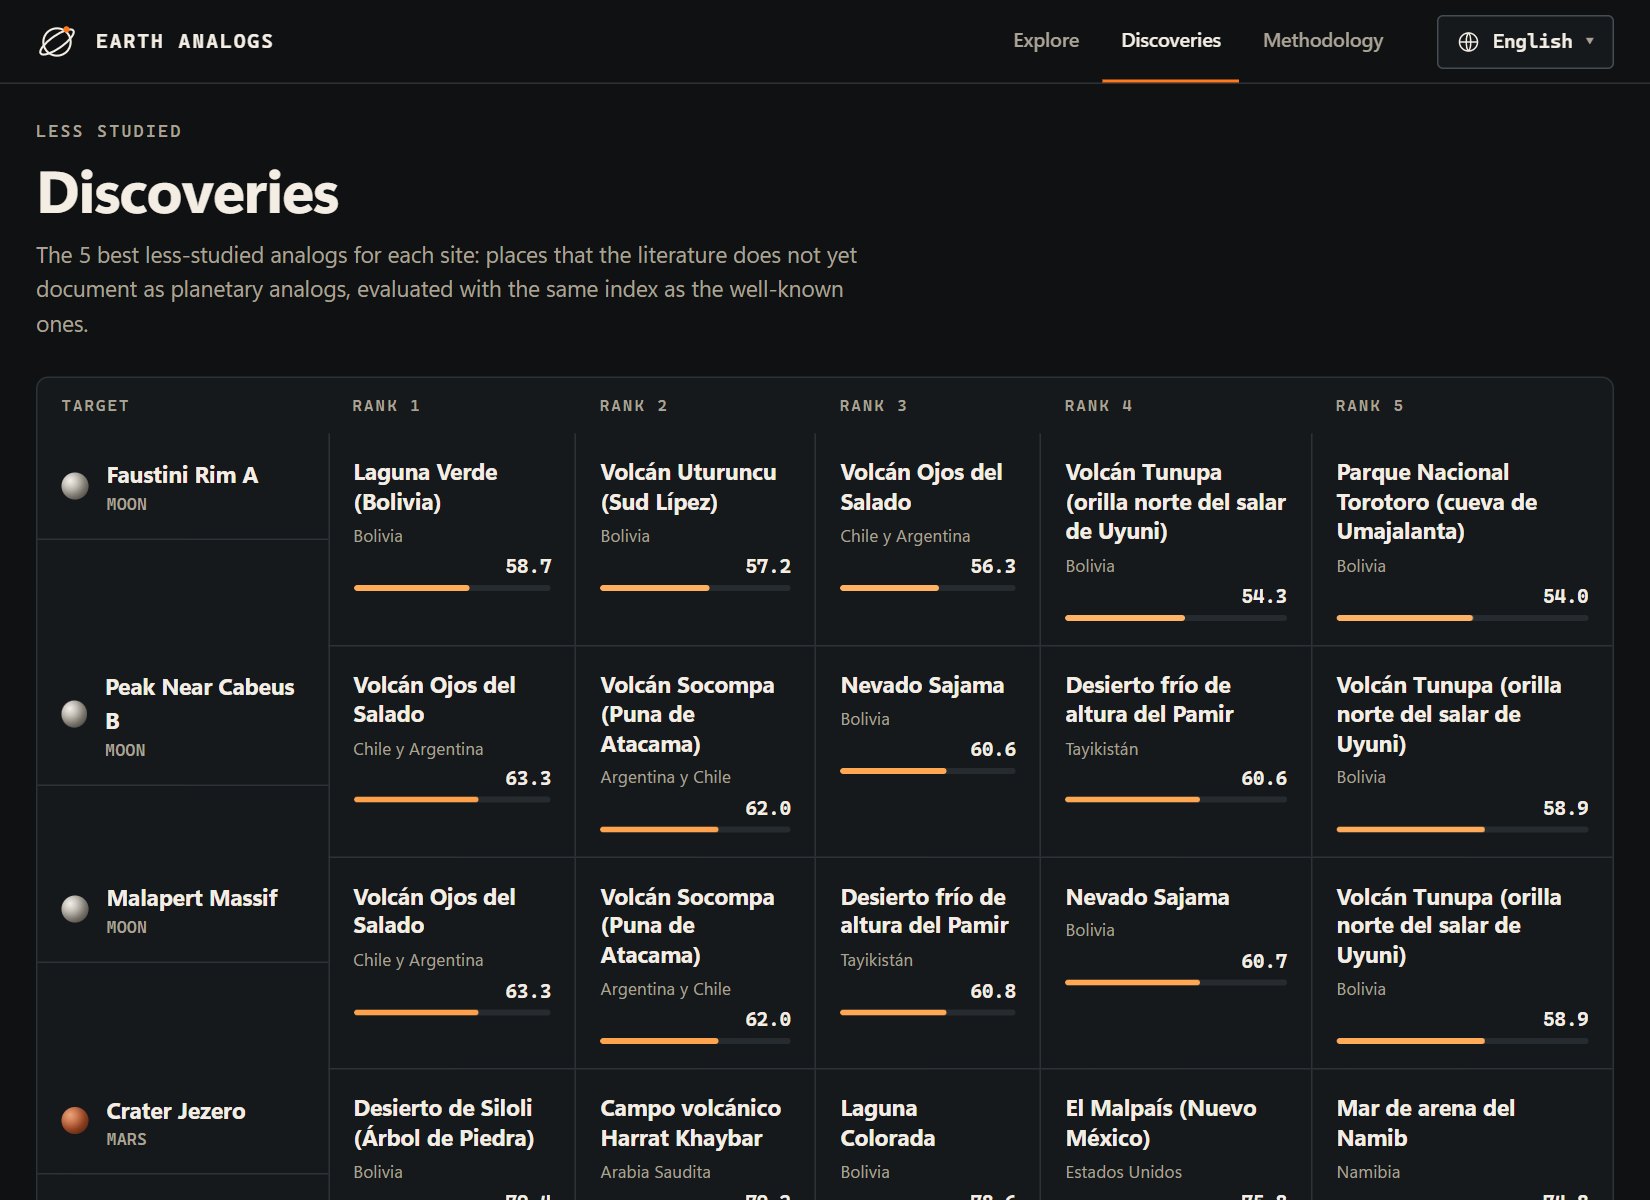 EARTH ANALOGS
Explore
Discoveries
Methodology
English
LESS STUDIED
Discoveries
The 5 best less-studied analogs for each site: places that the literature does not yet
document as planetary analogs, evaluated with the same index as the well-known
ones.
TARGET
RANK 1
RANK 2
RANK 3
RANK 4
RANK 5
Faustini Rim A
MOON
Laguna Verde
(Bolivia)
Bolivia
58.7
Volcán Uturuncu
(Sud Lípez)
Bolivia
57.2
Volcán Ojos del
Salado
Chile y Argentina
56.3
Volcán Tunupa
(orilla norte del salar
de Uyuni)
Bolivia
54.3
Parque Nacional
Torotoro (cueva de
Umajalanta)
Bolivia
54.0
Peak Near Cabeus
B
MOON
Volcán Ojos del
Salado
Chile y Argentina
63.3
Volcán Socompa
(Puna de
Atacama)
Argentina y Chile
62.0
Nevado Sajama
Bolivia
60.6
Desierto frío de
altura del Pamir
Tayikistán
60.6
Volcán Tunupa (orilla
norte del salar de
Uyuni)
Bolivia
58.9
Malapert Massif
MOON
Volcán Ojos del
Salado
Chile y Argentina
63.3
Volcán Socompa
(Puna de
Atacama)
Argentina y Chile
62.0
Desierto frío de
altura del Pamir
Tayikistán
60.8
Nevado Sajama
Bolivia
60.7
Volcán Tunupa (orilla
norte del salar de
Uyuni)
Bolivia
58.9
Crater Jezero
MARS
Desierto de Siloli
(Árbol de Piedra)
Bolivia
Campo volcánico
Harrat Khaybar
Arabia Saudita
Laguna
Colorada
Bolivia
El Malpaís (Nuevo
México)
Estados Unidos
Mar de arena del
Namib
Namibia